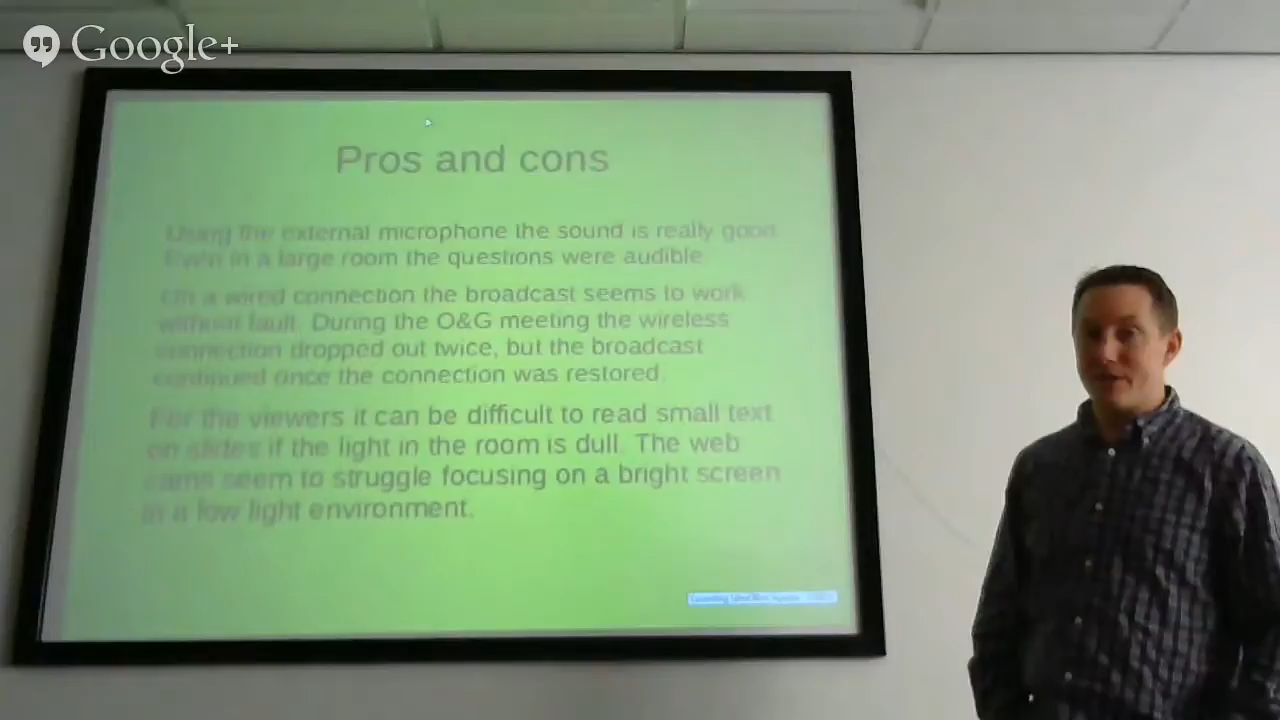 Google+
Pros and cons
Using the external microphone the sound is really good
Even in a large room the questions were audible
On a wired connection the broadcast seems to work
without fault. During the O&G meeting the wireless
connection dropped out twice, but the broadcast
continued once the connection was restored.
For the viewers it can be difficult to read small text
on slides if the light in the room is dull. The web
cams seem to struggle focusing on a bright screen
in a low light environment.